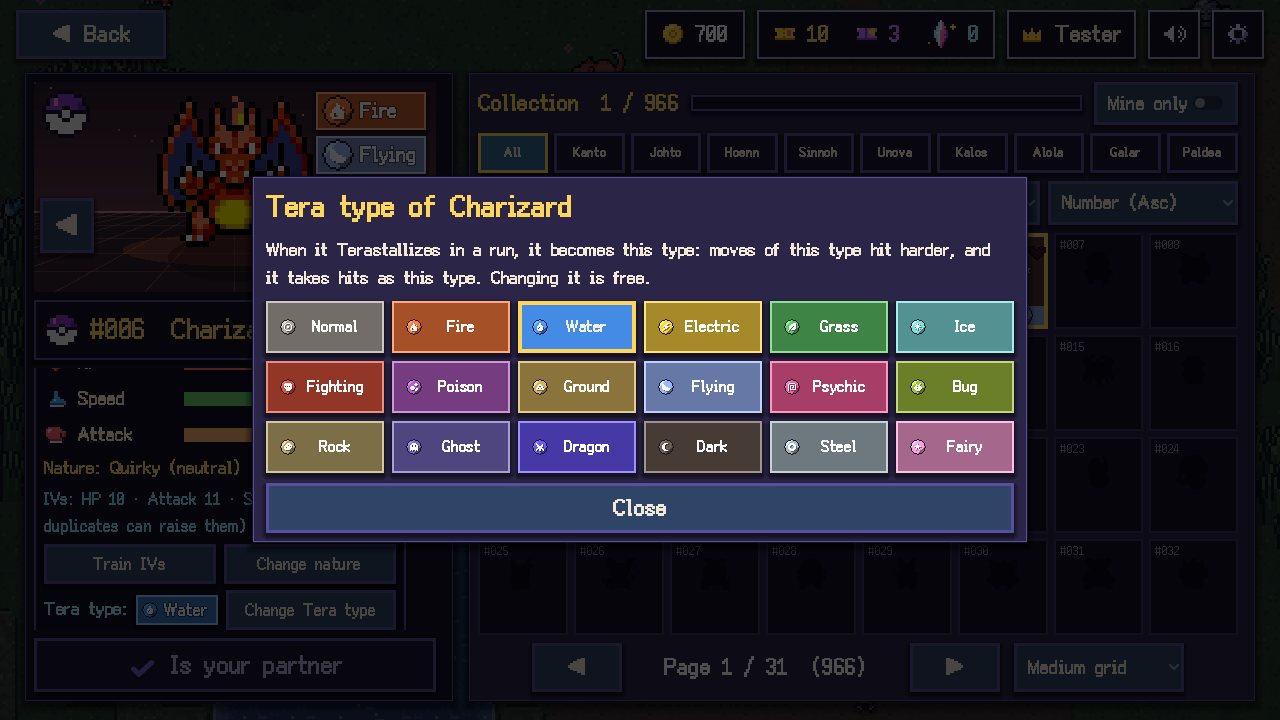 Back
700
10
3
0
Tester
Fire
Flying
Collection 1 / 966
Mine only
All
Kanto
Johto
Hoenn
Sinnoh
Unova
Kalos
Alola
Galar
Paldea
Number (Asc)
Tera type of Charizard
When it Terastallizes in a run, it becomes this type: moves of this type hit harder, and
it takes hits as this type. Changing it is free.
Normal
Fire
Water
Electric
Grass
Ice
Fighting
Poison
Ground
Flying
Psychic
Bug
Rock
Ghost
Dragon
Dark
Steel
Fairy
Close
#007
#008
#015
#016
#023
#024
#025
#026
#027
#028
#029
#030
#031
#032
#006
Speed
Attack
Nature: Quirky (neutral)
IVs: HP 10 · Attack 11 · S
duplicates can raise them)
Train IVs
Change nature
Tera type:
Water
Change Tera type
Is your partner
Page 1 / 31 (966)
Medium grid